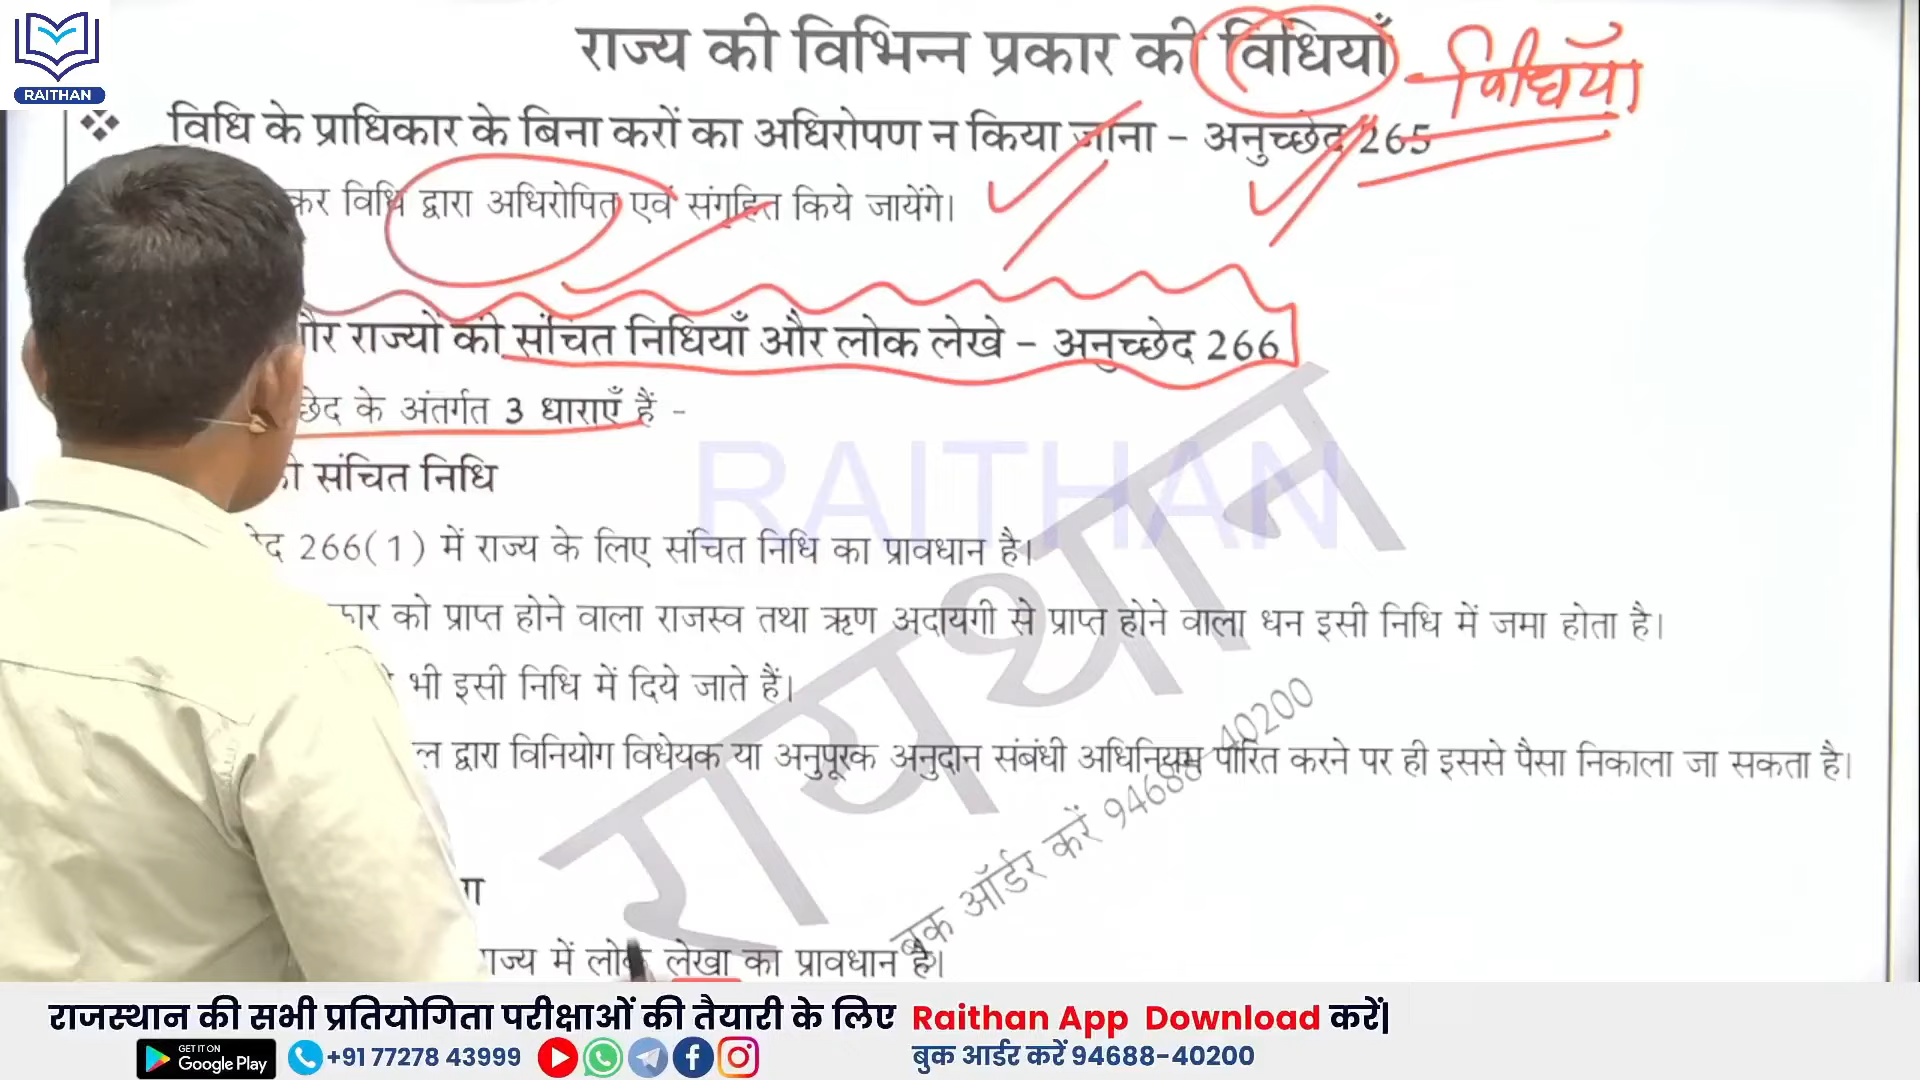 RAITHAN
राज्य की विभिन्न प्रकार की विधियाँ
निधियाँ
विधि के प्राधिकार के बिना करों का अधिरोपण न किया जाना – अनुच्छेद 265
कर विधि द्वारा अधिरोपित एवं संगृहित किये जायेंगे।
राज्यों की संचित निधियाँ और लोक लेखे – अनुच्छेद 266
के अंतर्गत 3 धाराएँ हैं -
संचित निधि
266(1) में राज्य के लिए संचित निधि का प्रावधान है।
को प्राप्त होने वाला राजस्व तथा ऋण अदायगी से प्राप्त होने वाला धन इसी निधि में जमा होता है।
भी इसी निधि में दिये जाते हैं।
द्वारा विनियोग विधेयक या अनुपूरक अनुदान संबंधी अधिनियम पारित करने पर ही इससे पैसा निकाला जा सकता है।
में लोक लेखा का प्रावधान है।
RAITHAN
रायथान
बुक ऑर्डर करें 94688-40200
राजस्थान की सभी प्रतियोगिता परीक्षाओं की तैयारी के लिए Raithan App Download करें|
GET IT ON
Google Play
+91 77278 43999
बुक आर्डर करें 94688-40200